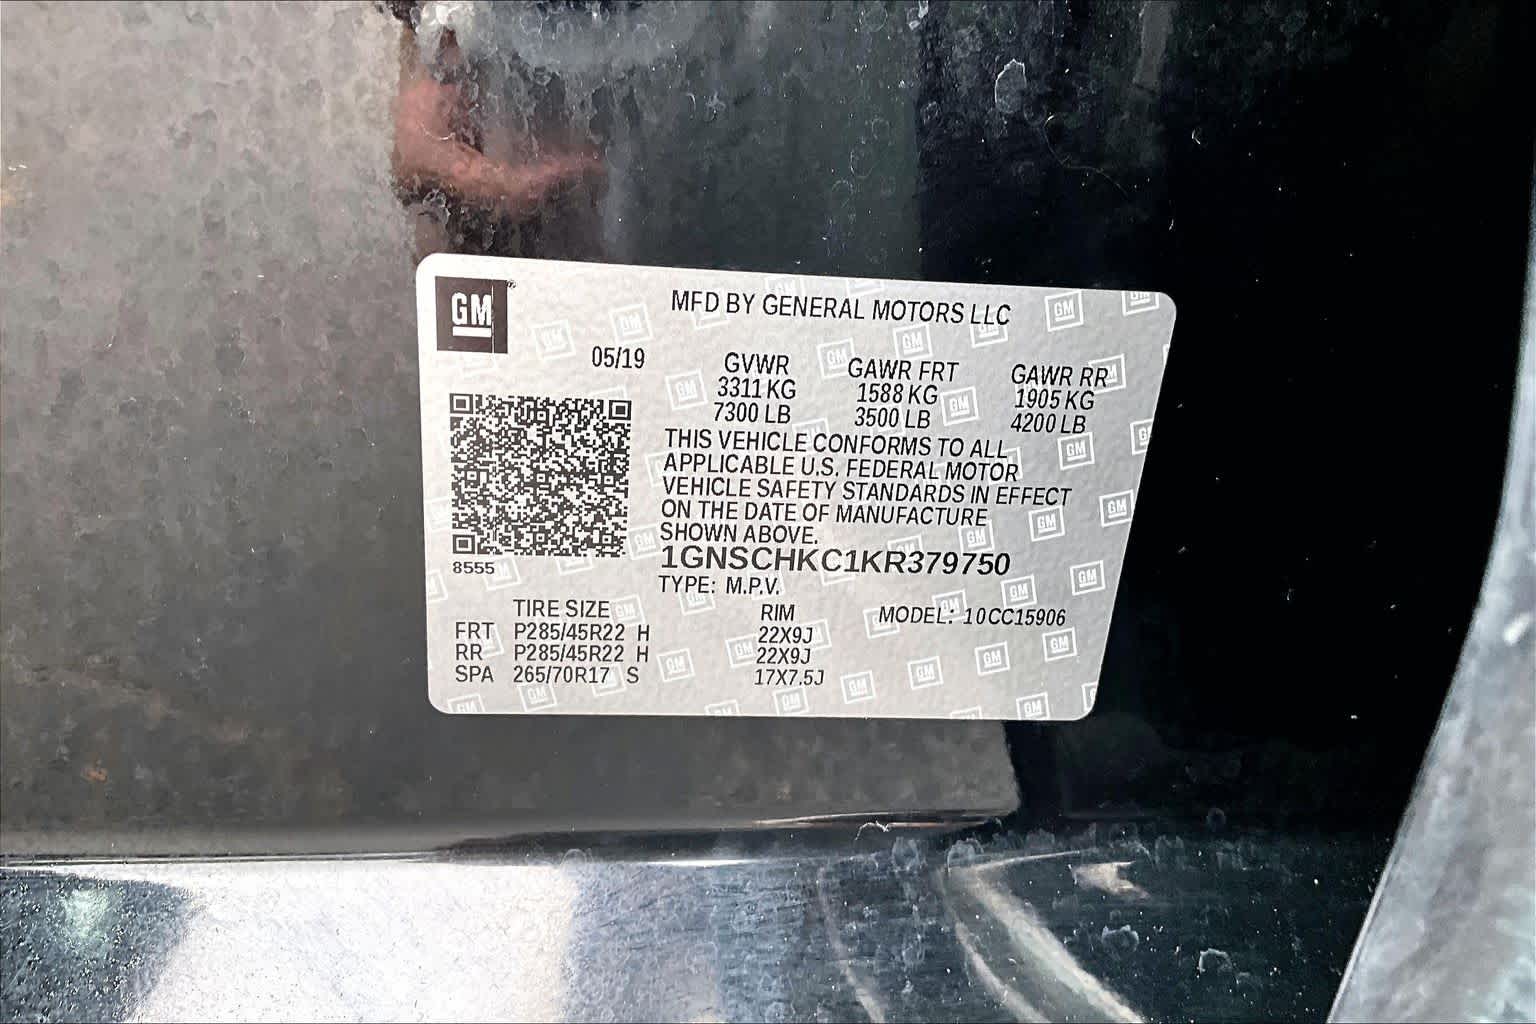 GM
MFD BY GENERAL MOTORS LLC
05/19
GVWR GAWR FRT GAWR RR
3311 KG 1588 KG 1905 KG
7300 LB 3500 LB 4200 LB
THIS VEHICLE CONFORMS TO ALL
APPLICABLE U.S. FEDERAL MOTOR
VEHICLE SAFETY STANDARDS IN EFFECT
ON THE DATE OF MANUFACTURE
SHOWN ABOVE.
1GNSCHKC1KR379750
8555
TYPE: M.P.V.
TIRE SIZE RIM MODEL: 10CC15906
FRT P285/45R22 H 22X9J
RR P285/45R22 H 22X9J
SPA 265/70R17 S 17X7.5J